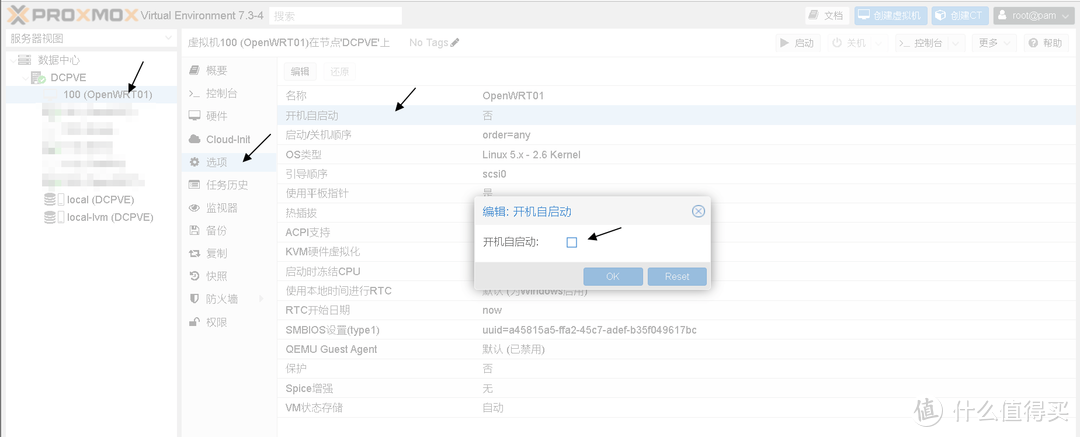 PROXMOX Virtual Environment 7.3-4 搜索 文档 创建虚拟机 创建CT root@pam
服务器视图
数据中心
DCPVE
100 (OpenWRT01)
local (DCPVE)
local-lvm (DCPVE)
虚拟机100 (OpenWRT01)在节点'DCPVE'上 No Tags 启动 关机 控制台 更多 帮助
概要
控制台
硬件
Cloud-Init
选项
任务历史
监视器
备份
复制
快照
防火墙
权限
编辑 还原
名称 OpenWRT01
开机自启动 否
启动/关机顺序 order=any
OS类型 Linux 5.x - 2.6 Kernel
引导顺序 scsi0
使用平板指针 是
热插拔
ACPI支持
KVM硬件虚拟化
启动时冻结CPU
使用本地时间进行RTC 默认 (为Windows启用)
RTC开始日期 now
SMBIOS设置(type1) uuid=a45815a5-ffa2-45c7-adef-b35f049617bc
QEMU Guest Agent 默认 (已禁用)
保护 否
Spice增强 无
VM状态存储 自动
编辑: 开机自启动
开机自启动:
OK Reset
值 什么值得买